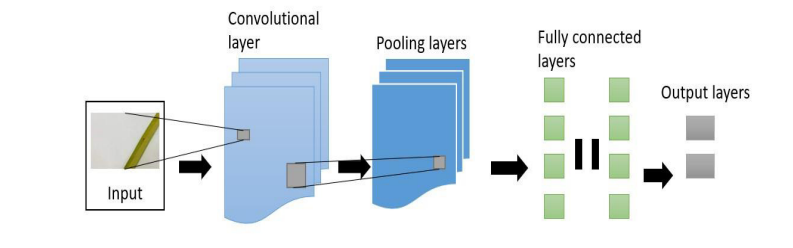 Convolutional
layer
Pooling layers
Fully connected
layers
Output layers
Input